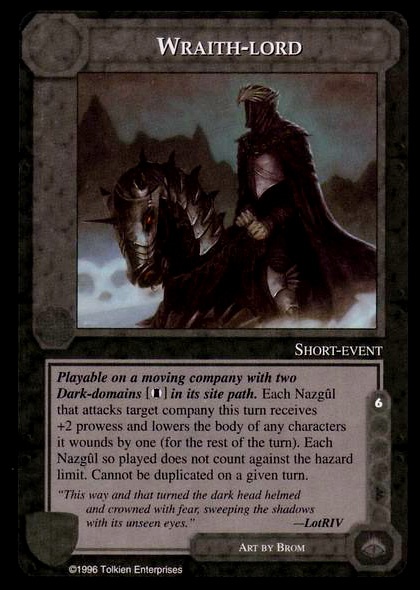 WRAITH-LORD
SHORT-EVENT
Playable on a moving company with two
Dark-domains [ ] in its site path. Each Nazgûl
that attacks target company this turn receives
+2 prowess and lowers the body of any characters
it wounds by one (for the rest of the turn). Each
Nazgûl so played does not count against the hazard
limit. Cannot be duplicated on a given turn.
6
“This way and that turned the dark head helmed
and crowned with fear, sweeping the shadows
with its unseen eyes.” —LotRIV
ART BY BROM
©1996 Tolkien Enterprises